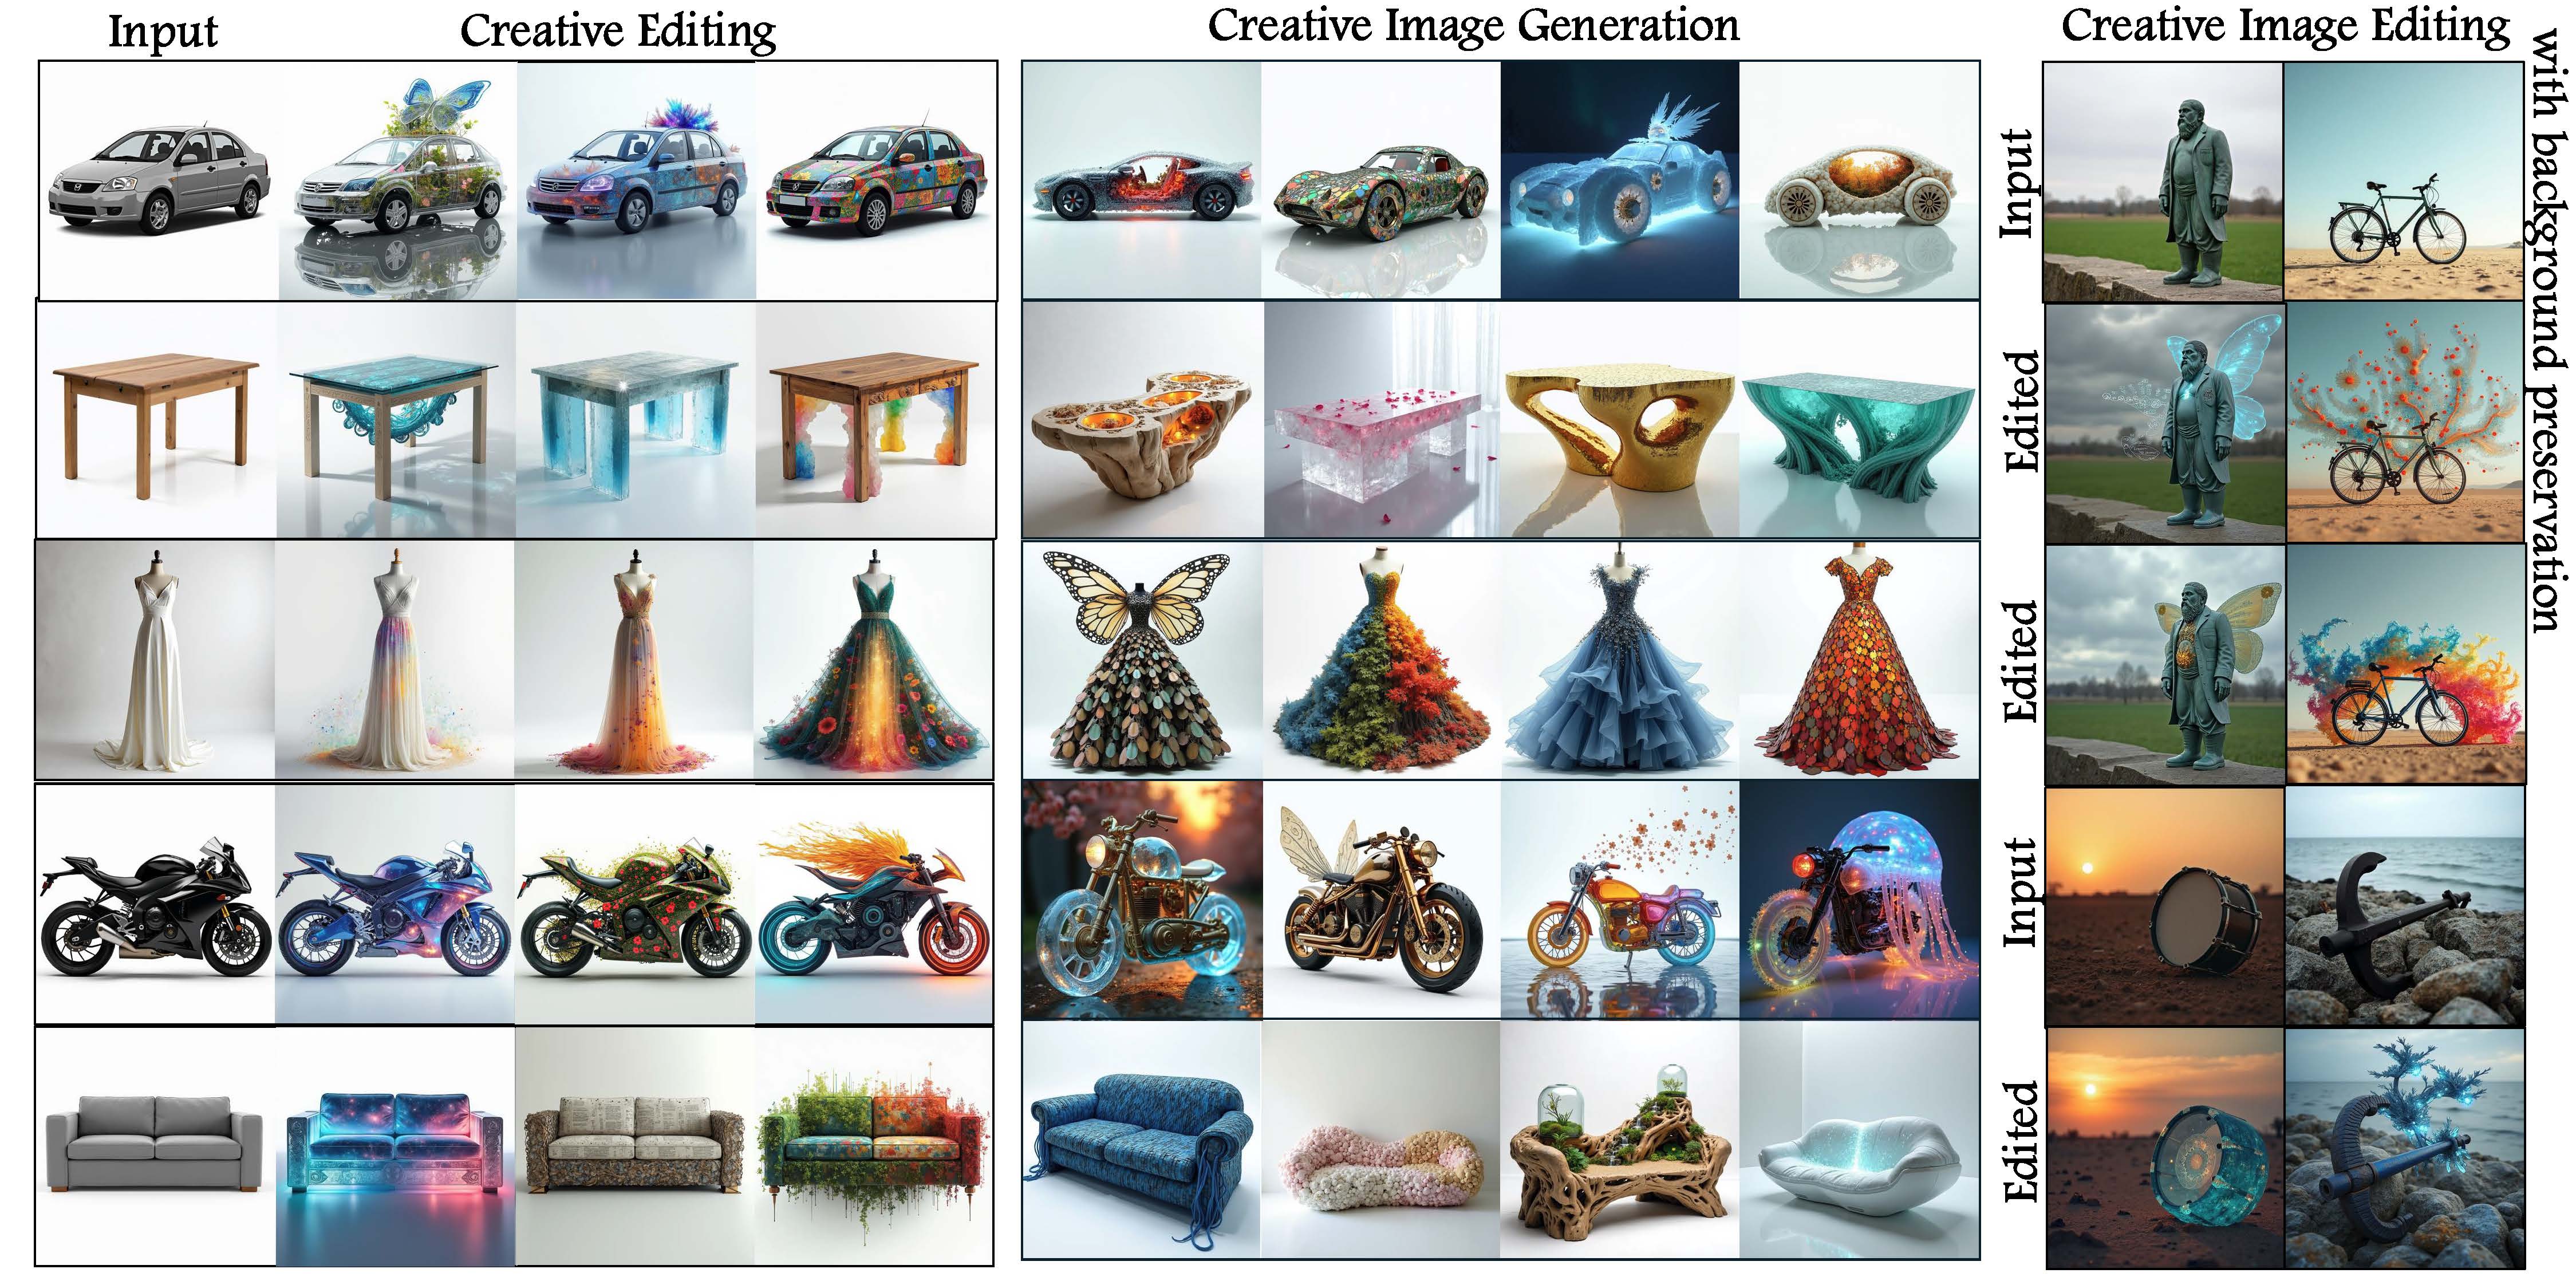 Input
Creative Editing
Creative Image Generation
Creative Image Editing
with background preservation
Input
Edited
Edited
Input
Edited